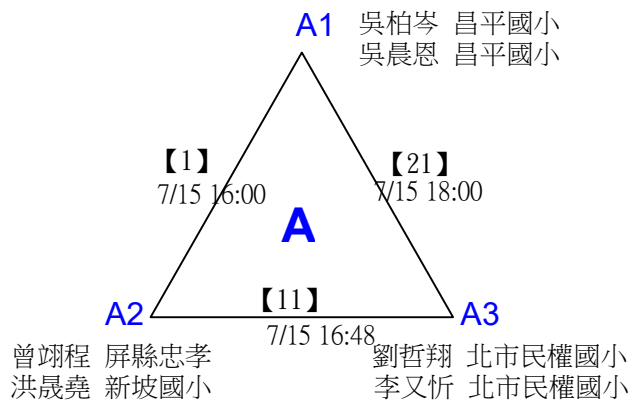 A1 吳柏岑 昌平國小
吳晨恩 昌平國小
【1】
7/15 16:00
【21】
7/15 18:00
A
【11】
7/15 16:48
A2
A3
曾翊程 屏縣忠孝
洪晟堯 新坡國小
劉哲翔 北市民權國小
李又忻 北市民權國小